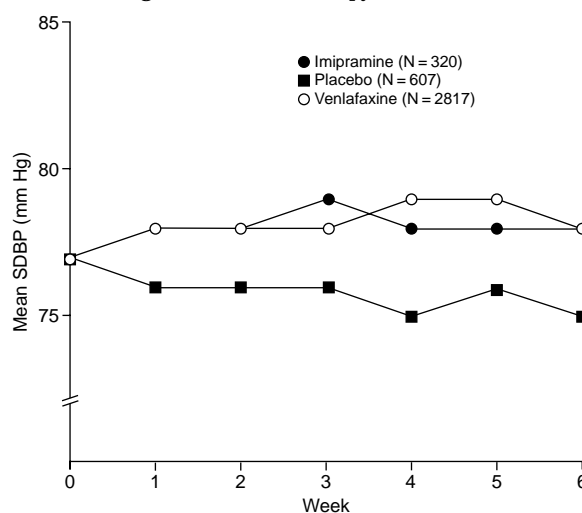 85
Imipramine (N = 320)
Placebo (N = 607)
Venlafaxine (N = 2817)
80
Mean SDBP (mm Hg)
75
0 1 2 3 4 5 6
Week